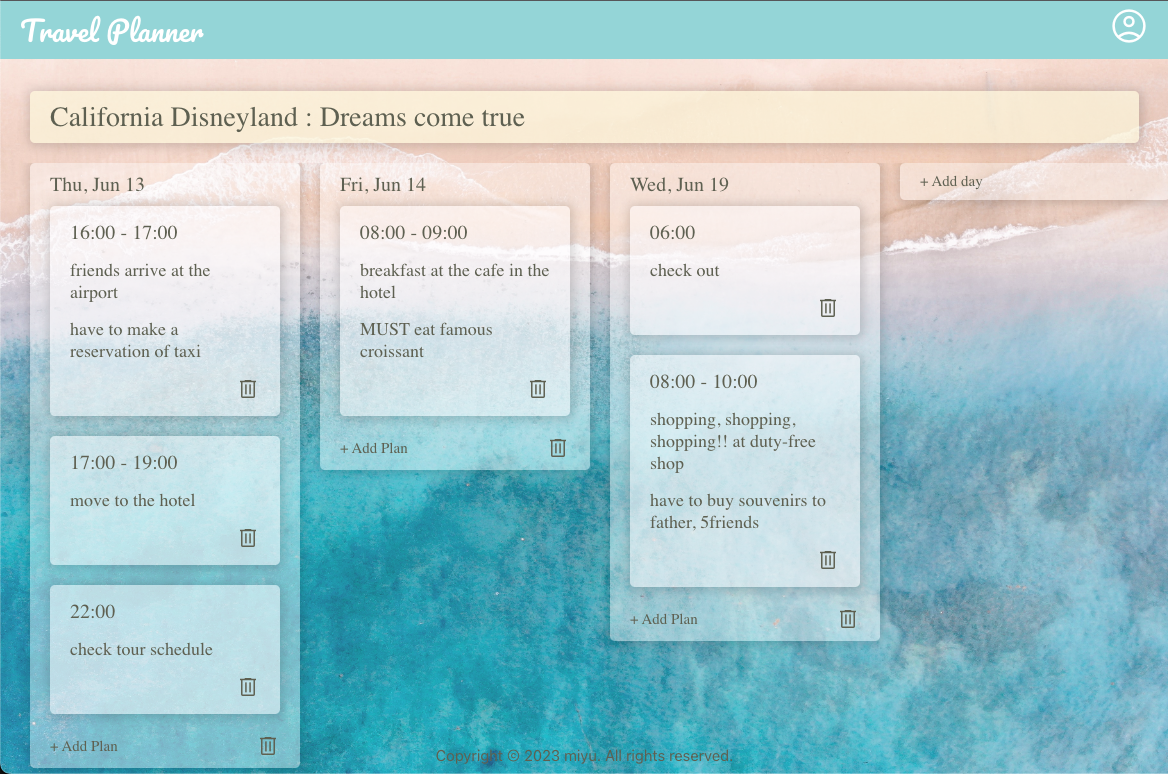 Travel Planner
California Disneyland : Dreams come true
Thu, Jun 13
16:00 - 17:00
friends arrive at the
airport
have to make a
reservation of taxi
17:00 - 19:00
move to the hotel
22:00
check tour schedule
+ Add Plan
Fri, Jun 14
08:00 - 09:00
breakfast at the cafe in the
hotel
MUST eat famous
croissant
+ Add Plan
Wed, Jun 19
06:00
check out
08:00 - 10:00
shopping, shopping,
shopping!! at duty-free
shop
have to buy souvenirs to
father, 5friends
+ Add Plan
+ Add day
Copyright © 2023 miyu. All rights reserved.